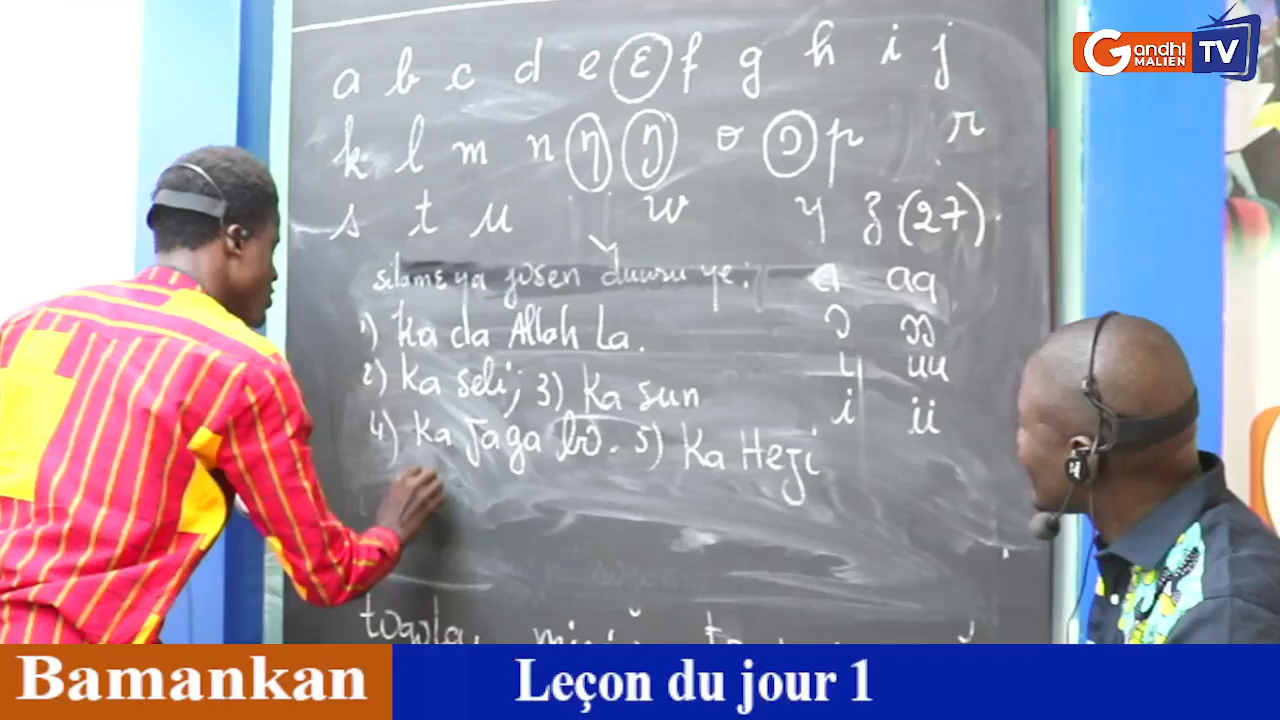 Gandhi
MALIEN
TV
a b c d e ɛ f g h i j
k l m n ŋ ɲ o ɔ p r
s t u w y z (27)
silamɛya josen duuru ye: a aa
1) Ka da Allah La. ɔ ɔɔ
2) Ka seli; 3) Ka sun u uu
4) Ka Jaga bɔ. 5) Ka Heji i ii
Bamankan
Leçon du jour 1